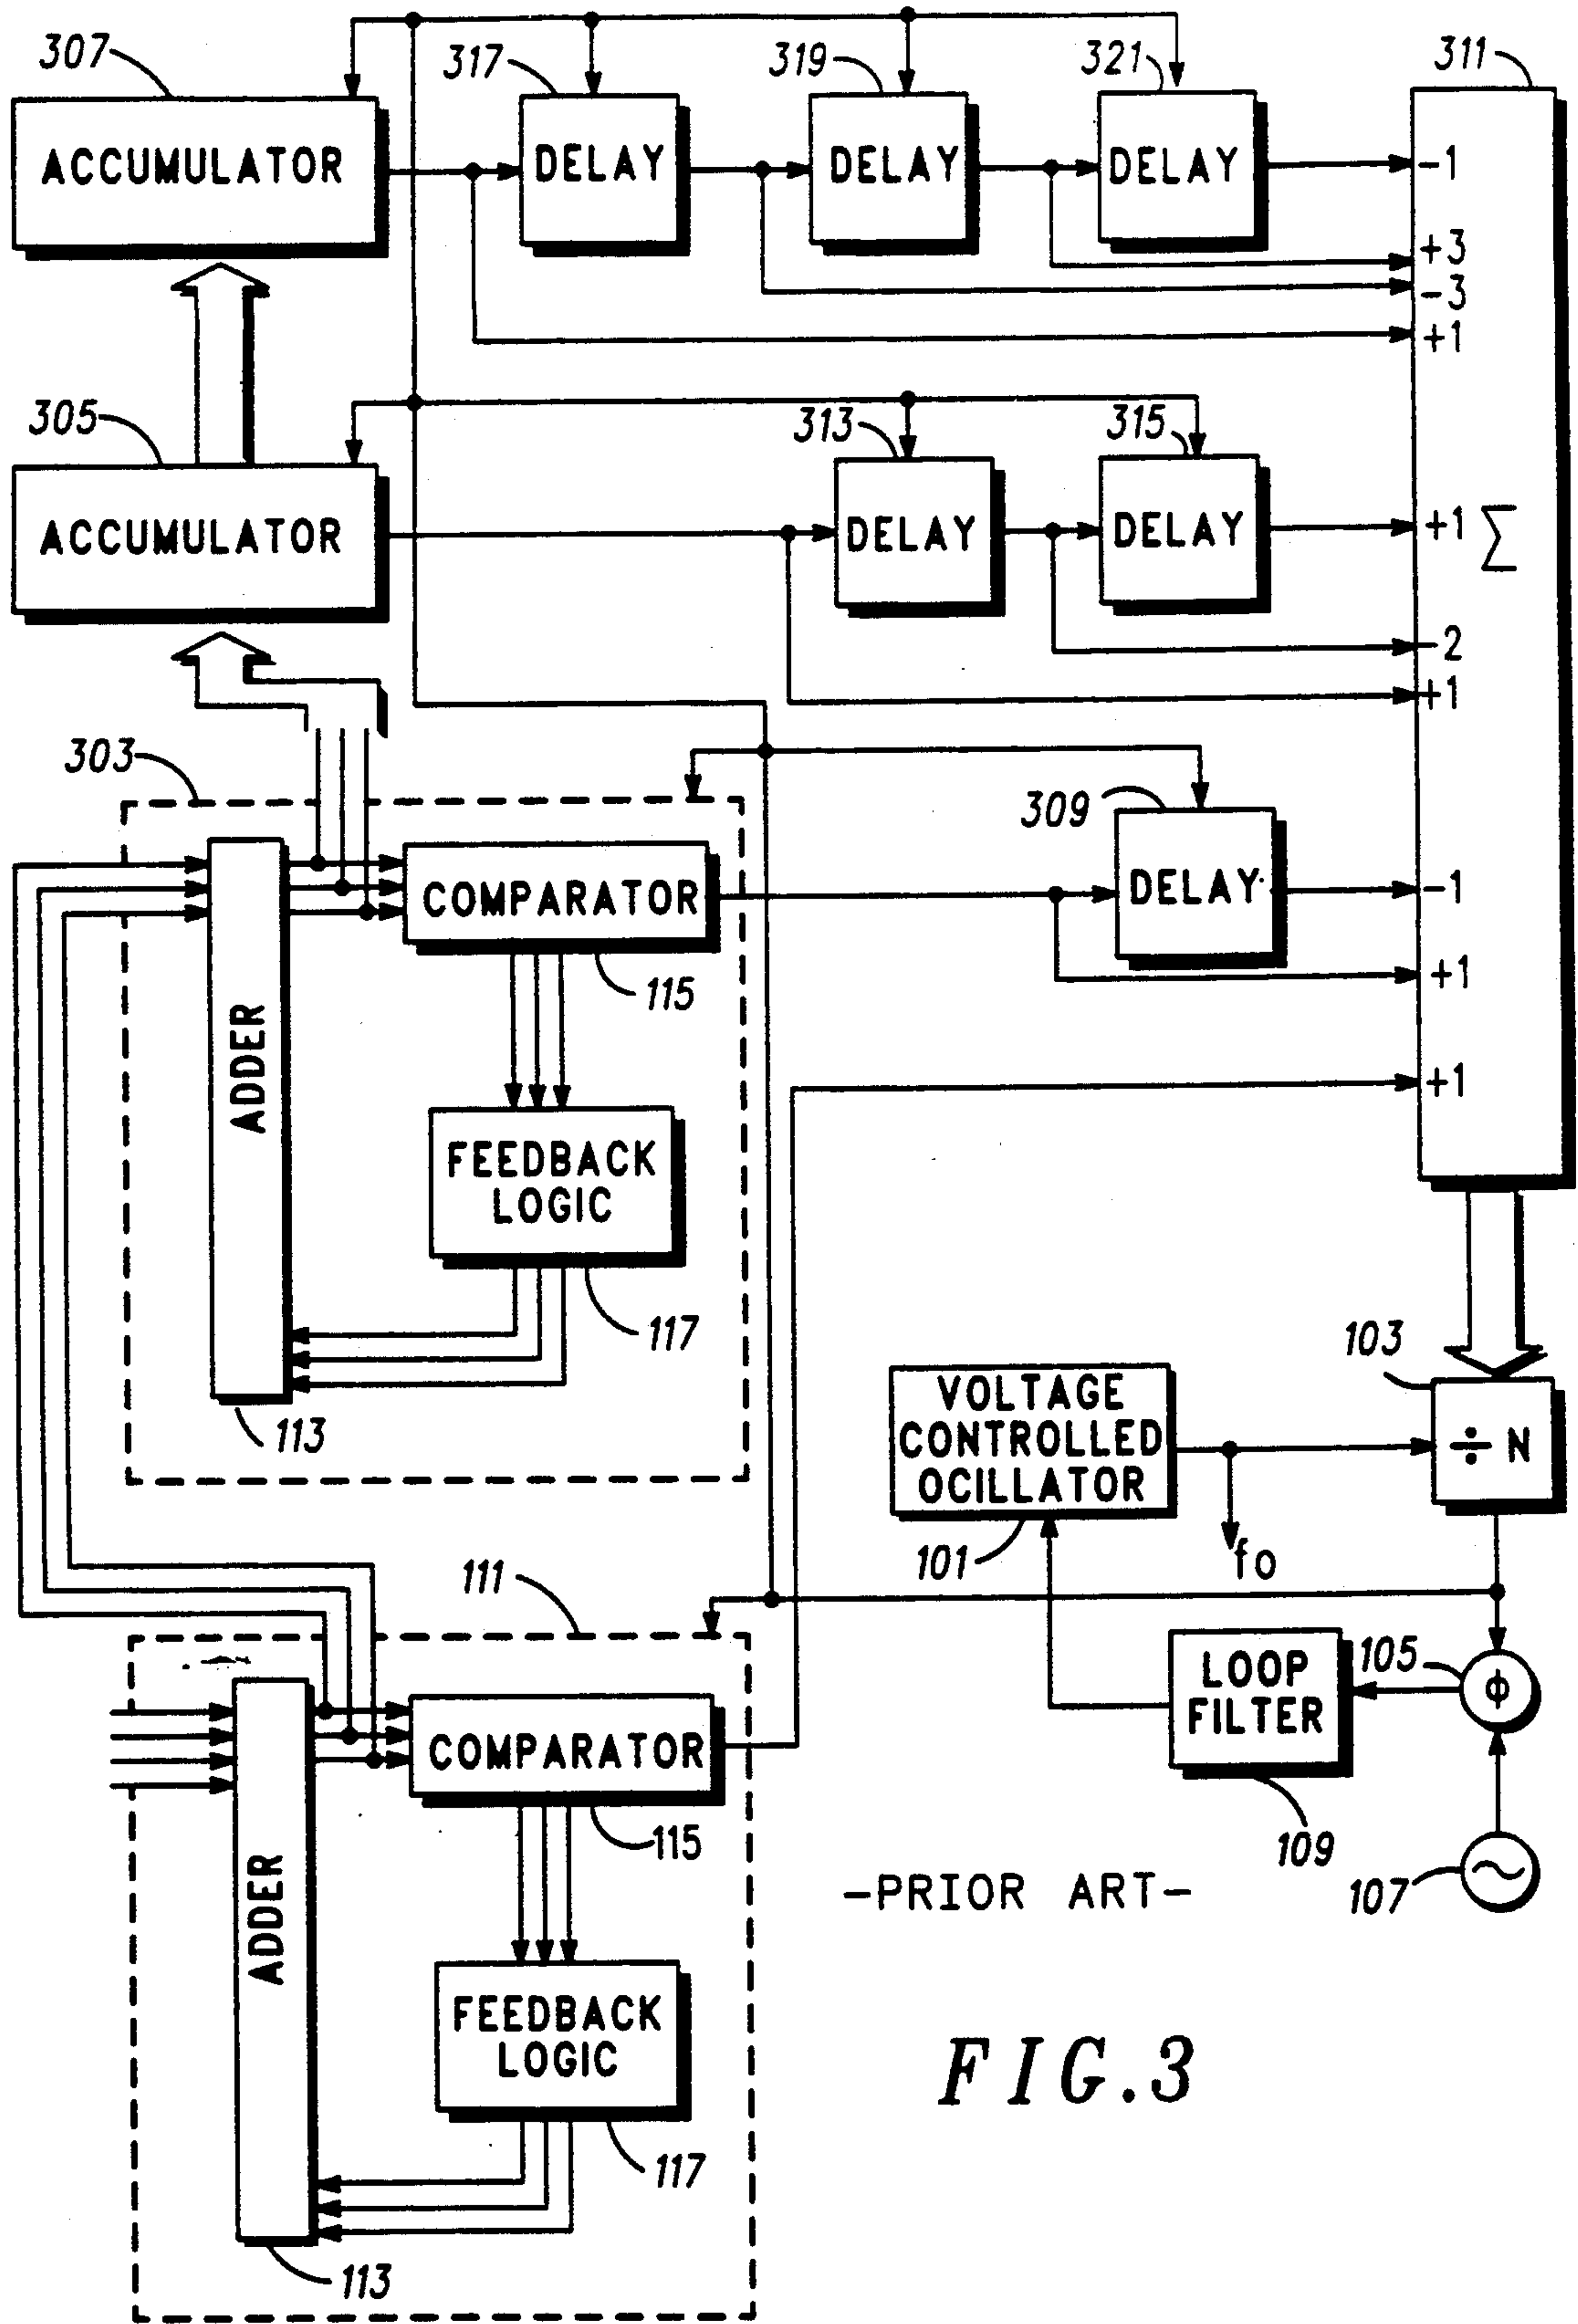 307
317
319
321
311
ACCUMULATOR
DELAY
DELAY
DELAY
-1
+3
-3
+1
305
313
315
ACCUMULATOR
DELAY
DELAY
+1
Σ
-2
+1
303
309
COMPARATOR
DELAY
-1
115
+1
ADDER
+1
FEEDBACK
LOGIC
117
103
113
VOLTAGE
CONTROLLED
OCILLATOR
÷ N
101
fo
111
LOOP
FILTER
105
ϕ
COMPARATOR
115
109
107
-PRIOR ART-
ADDER
FEEDBACK
LOGIC
117
113
FIG.3